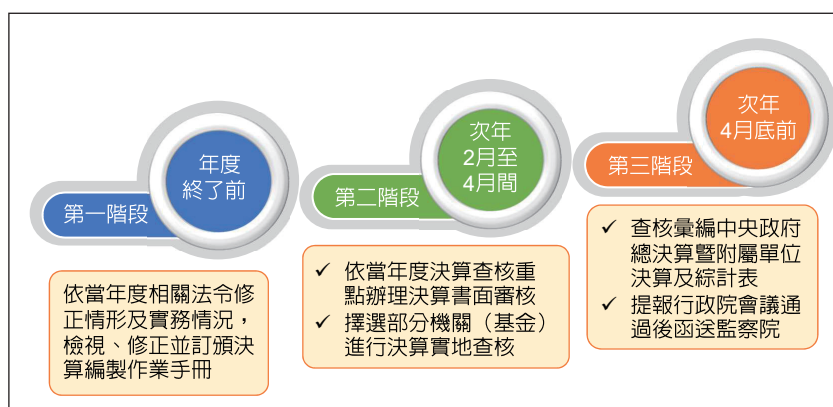 第一階段
年度
終了前
依當年度相關法令修
正情形及實務情況，
檢視、修正並訂頒決
算編製作業手冊
第二階段
次年
2月至
4月間
✓ 依當年度決算查核重
點辦理決算書面審核
✓ 擇選部分機關（基金）
進行決算實地查核
第三階段
次年
4月底前
✓ 查核彙編中央政府
總決算暨附屬單位
決算及綜計表
✓ 提報行政院會議通
過後函送監察院